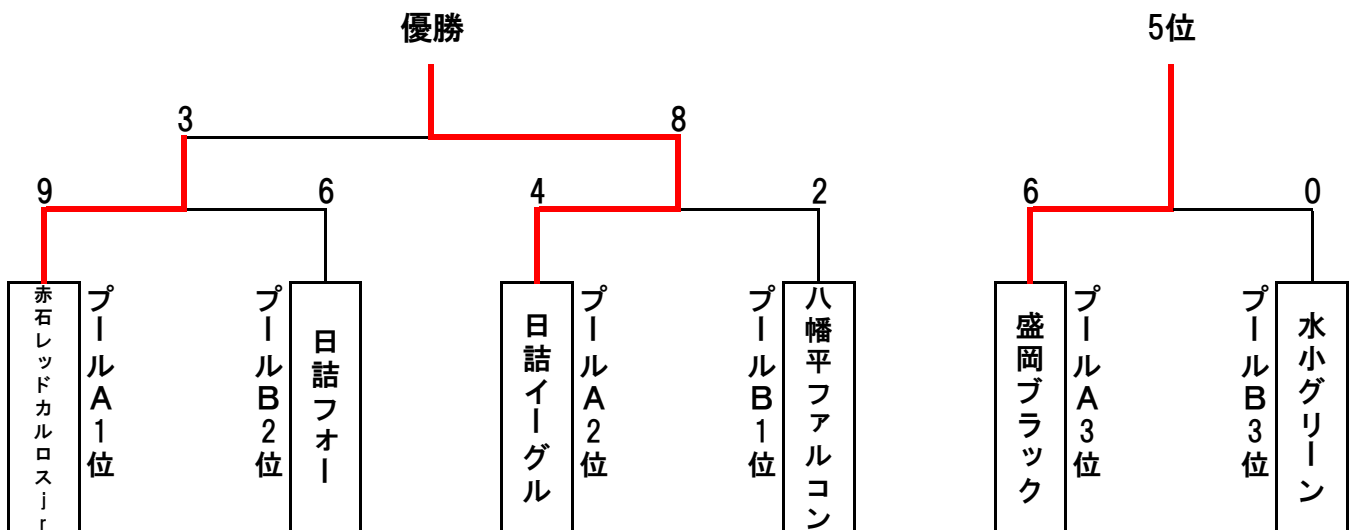 優勝
5位
3
8
9
6
4
2
6
0
赤石レッドカルロスjr
プールA1位
プールB2位
日詰フォー
日詰イーグル
プールA2位
プールB1位
八幡平ファルコン
盛岡ブラック
プールA3位
プールB3位
水小グリーン